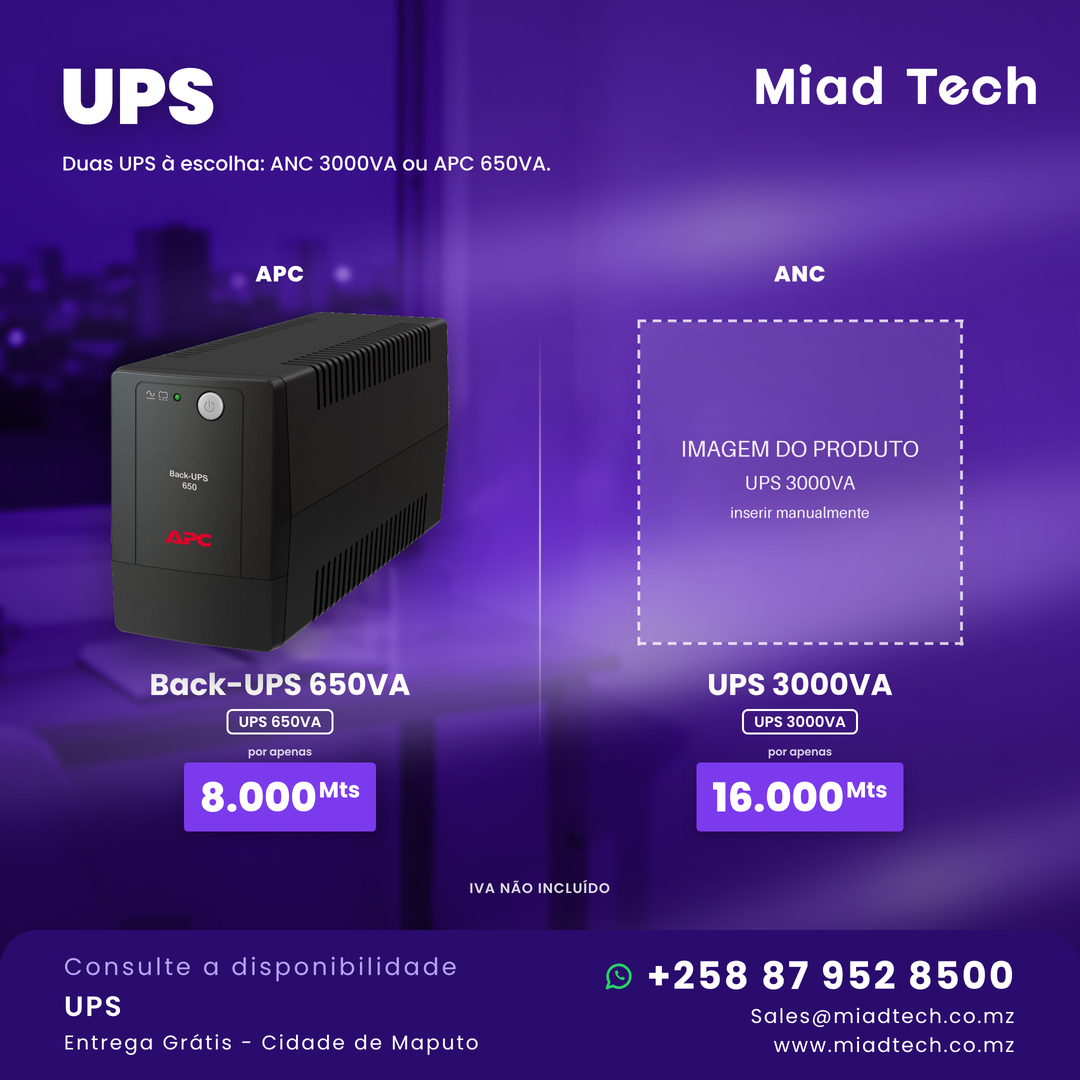 UPS
Miad Tech
Duas UPS à escolha: ANC 3000VA ou APC 650VA.
APC
Back-UPS
650
APC
Back-UPS 650VA
UPS 650VA
por apenas
8.000Mts
ANC
IMAGEM DO PRODUTO
UPS 3000VA
inserir manualmente
UPS 3000VA
UPS 3000VA
por apenas
16.000Mts
IVA NÃO INCLUÍDO
Consulte a disponibilidade
UPS
Entrega Grátis - Cidade de Maputo
+258 87 952 8500
Sales@miadtech.co.mz
www.miadtech.co.mz